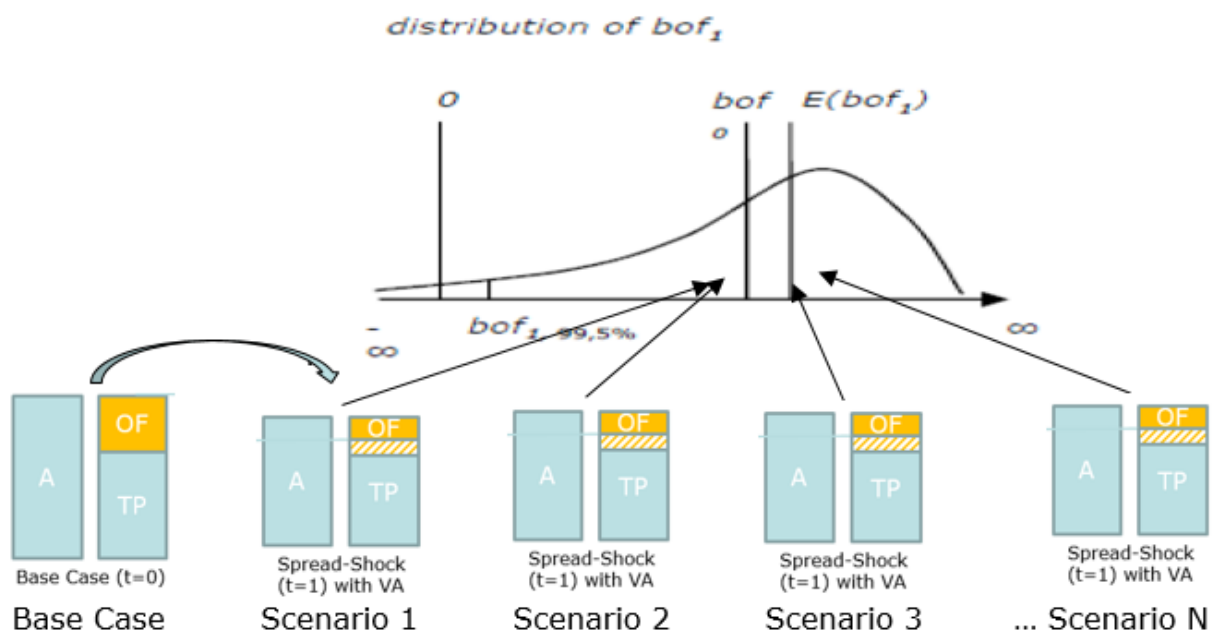 distribution of bof1
0
bof
0
E(bof1)
-
∞
bof1, 99,5%
∞
A
OF
TP
Base Case (t=0)
Base Case
A
OF
TP
Spread-Shock
(t=1) with VA
Scenario 1
A
OF
TP
Spread-Shock
(t=1) with VA
Scenario 2
A
OF
TP
Spread-Shock
(t=1) with VA
Scenario 3
A
OF
TP
Spread-Shock
(t=1) with VA
... Scenario N